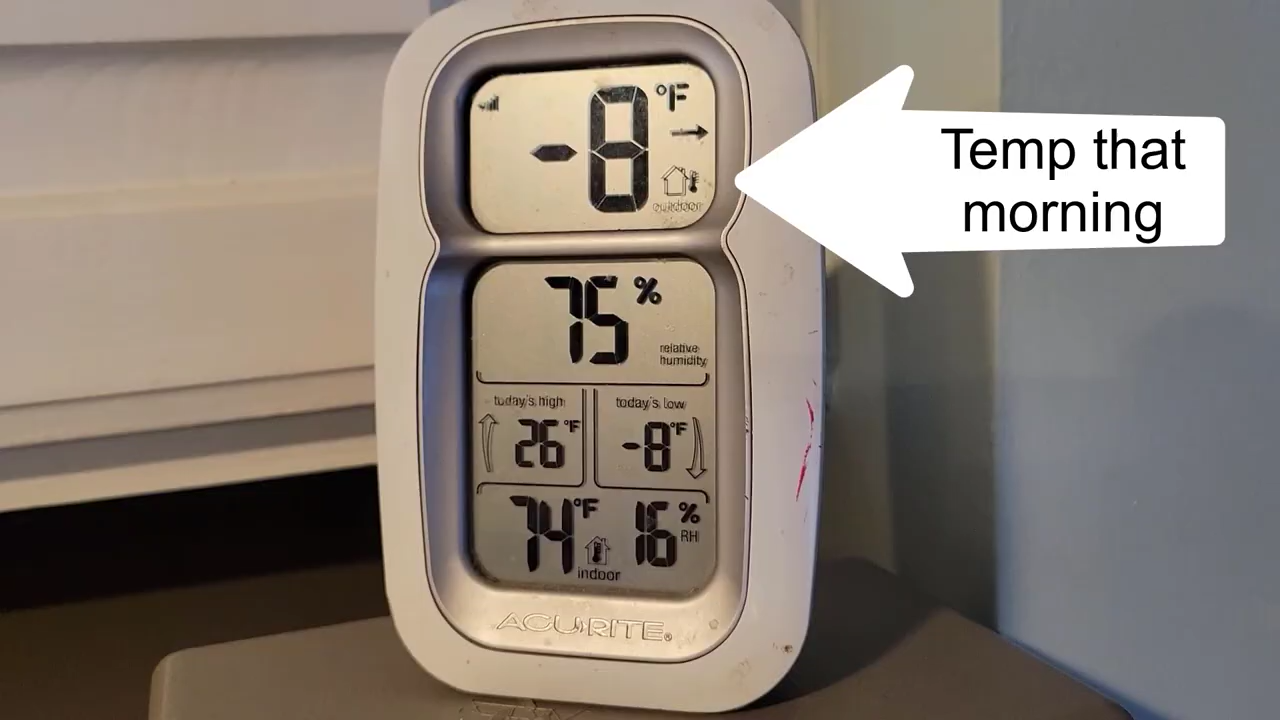 -8 °F
outdoor
Temp that
morning
75 %
relative
humidity
today's high
today's low
26 °F
-8 °F
74 °F
16 %
RH
indoor
ACURITE®